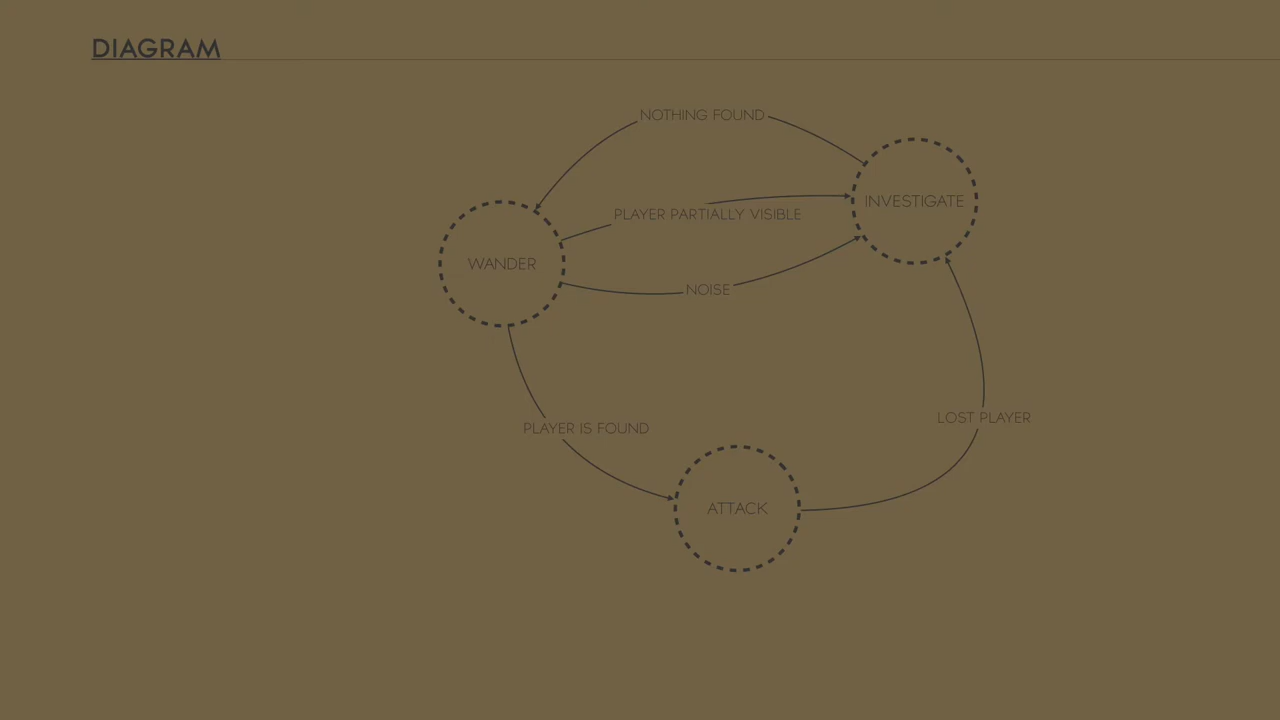 DIAGRAM
NOTHING FOUND
INVESTIGATE
PLAYER PARTIALLY VISIBLE
WANDER
NOISE
LOST PLAYER
PLAYER IS FOUND
ATTACK